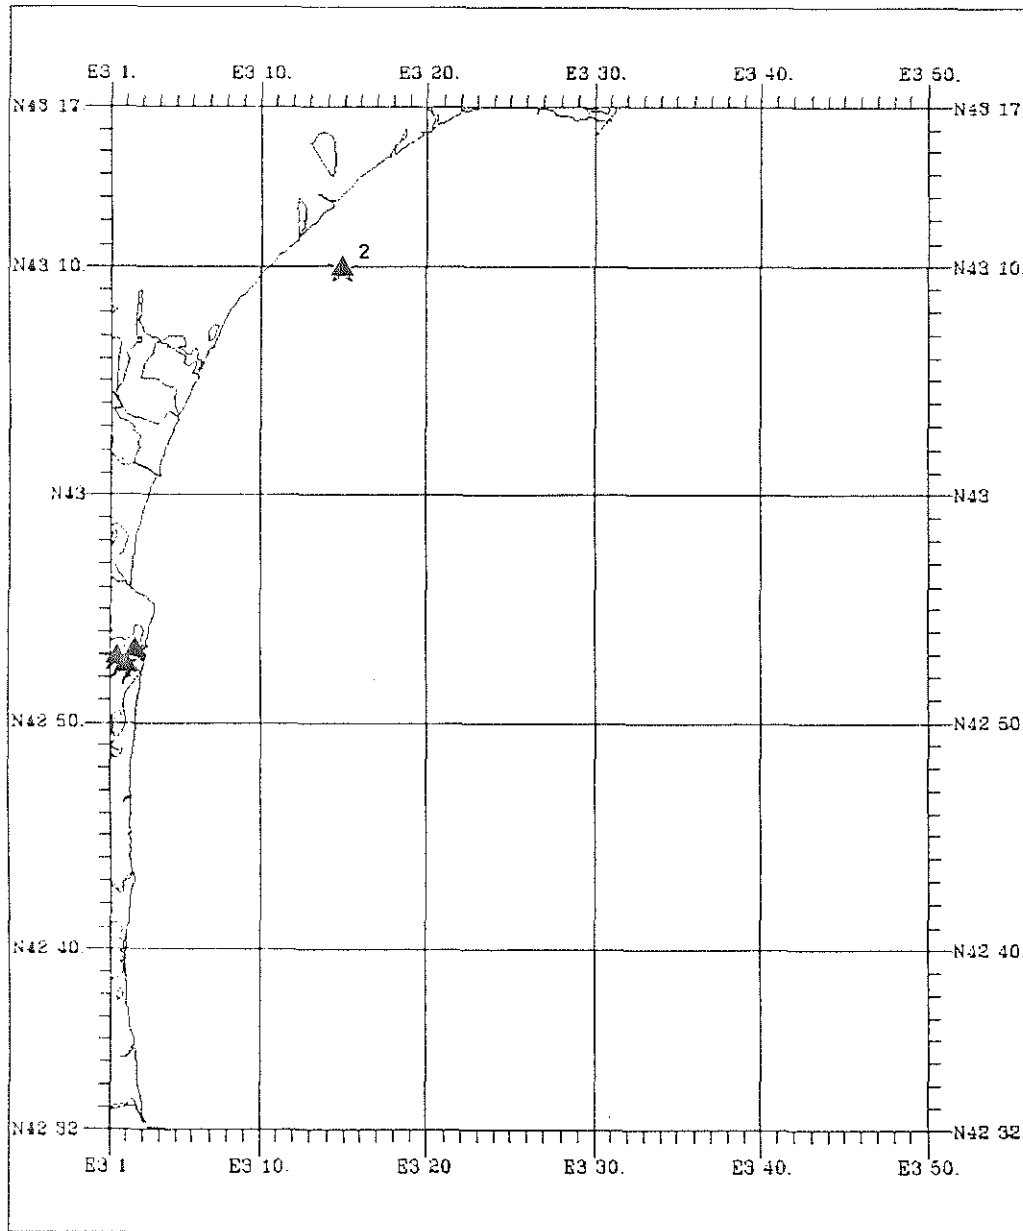 E3 1. E3 10. E3 20. E3 30. E3 40. E3 50.
N43 17 N43 17
2
N43 10 N43 10.
N43 N43
N42 50 N42 50.
N42 40 N42 40
N42 32 N42 32
E3 1 E3 10. E3 20 E3 30. E3 40. E3 50.